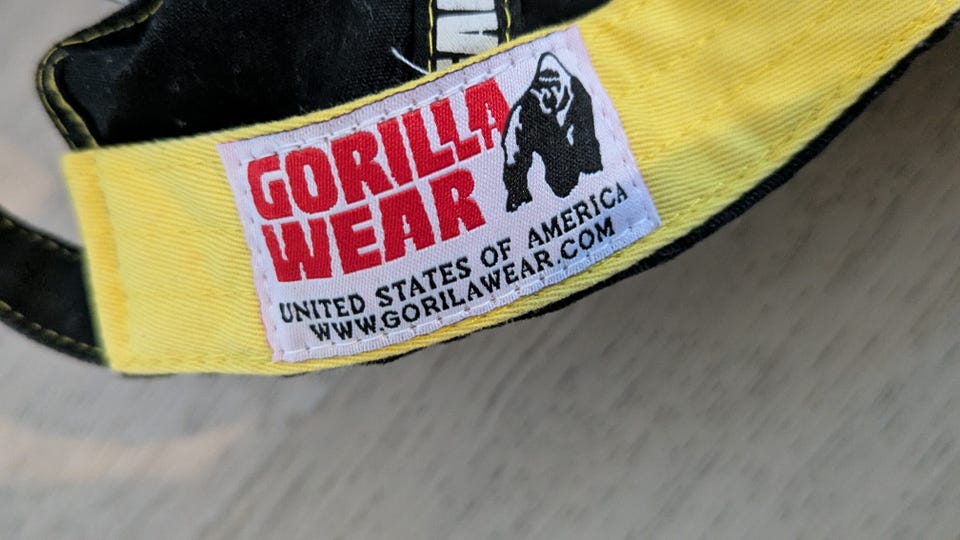 GORILLA
WEAR
UNITED STATES OF AMERICA
WWW.GORILAWEAR.COM